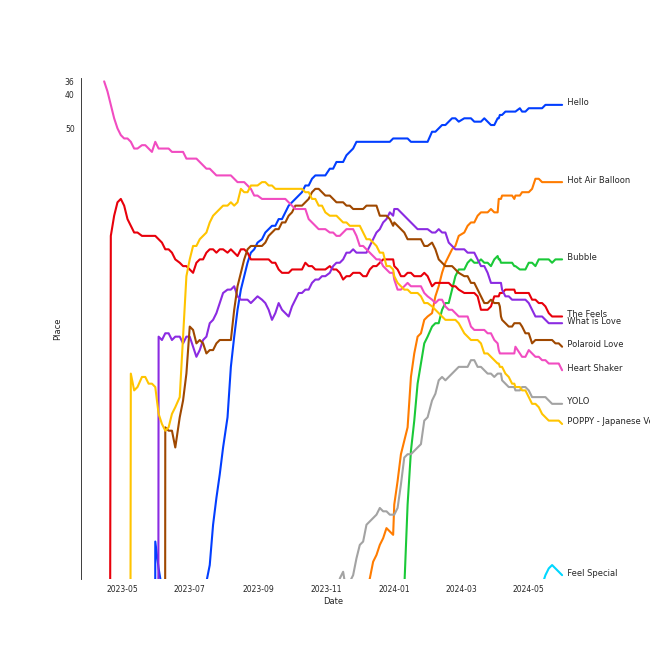 36
40
50
Place
Hello
Hot Air Balloon
Bubble
The Feels
What is Love
Polaroid Love
Heart Shaker
YOLO
POPPY - Japanese Ve
Feel Special
2023-05 2023-07 2023-09 2023-11 2024-01 2024-03 2024-05
Date